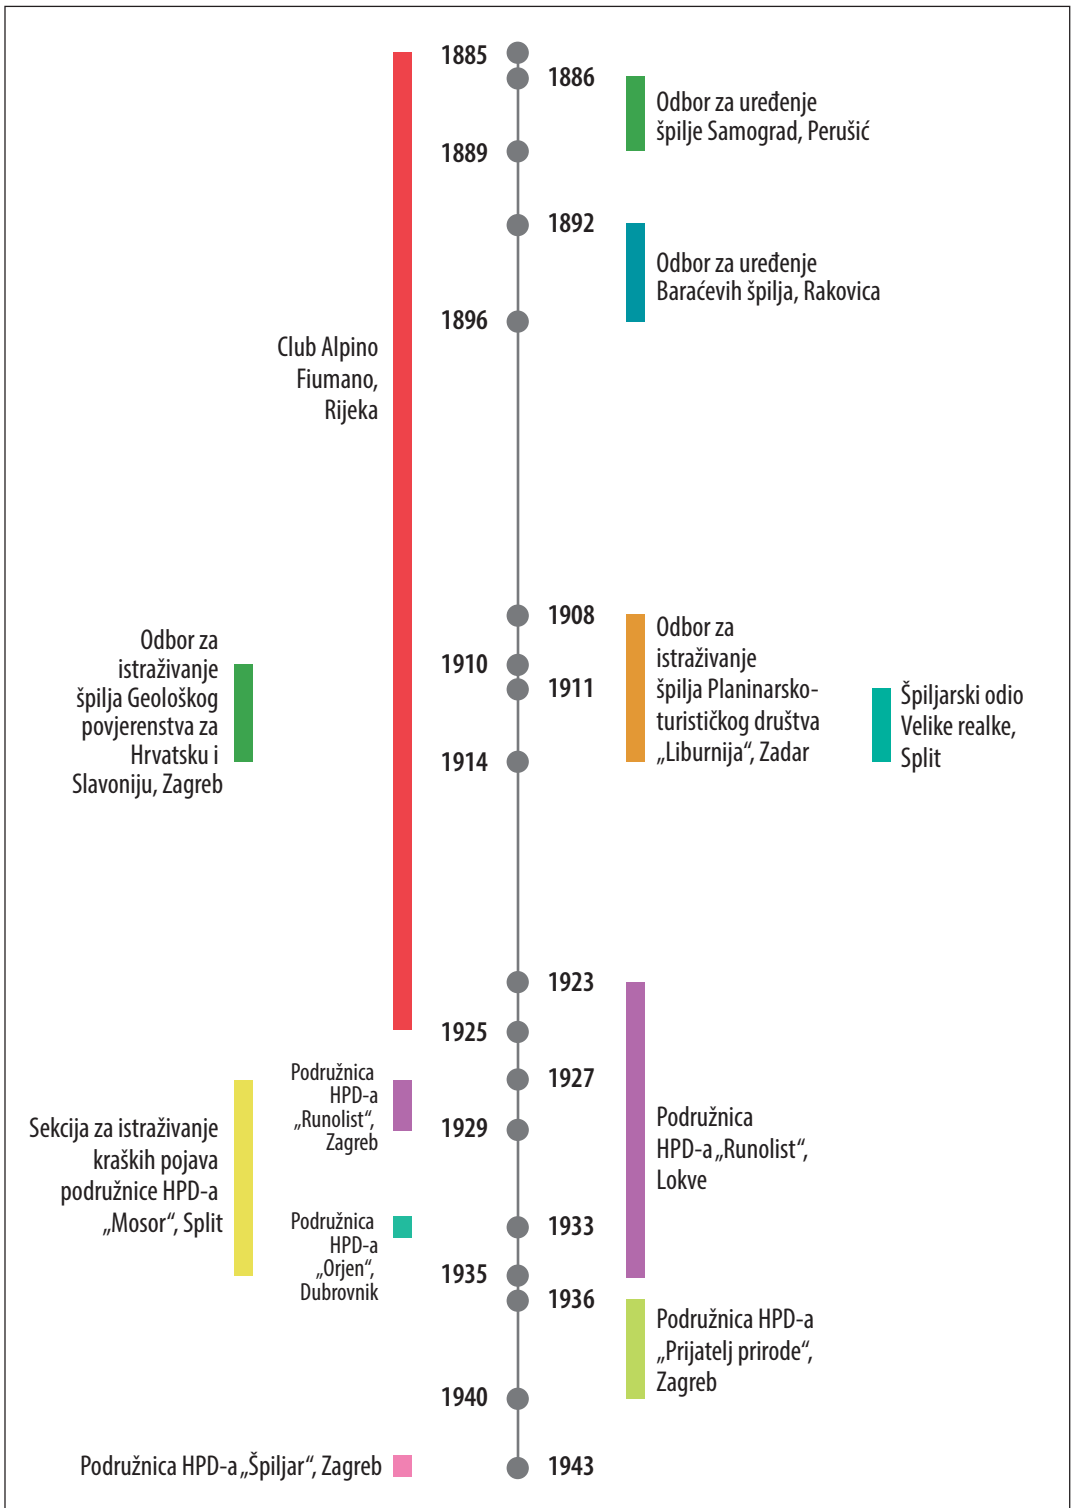 1885
1886
Odbor za uređenje
špilje Samograd, Perušić
1889
1892
Odbor za uređenje
Baraćevih špilja, Rakovica
1896
Club Alpino
Fiumano,
Rijeka
1908
Odbor za
istraživanje
špilja Planinarsko-
turističkog društva
„Liburnija“, Zadar
Odbor za
istraživanje
špilja Geološkog
povjerenstva za
Hrvatsku i
Slavoniju, Zagreb
1910
1911
Špiljarski odio
Velike realke,
Split
1914
1923
1925
1927
Podružnica
HPD-a
„Runolist“,
Zagreb
1929
Sekcija za istraživanje
kraških pojava
podružnice HPD-a
„Mosor“, Split
Podružnica
HPD-a „Runolist“,
Lokve
Podružnica
HPD-a
„Orjen“,
Dubrovnik
1933
1935
1936
Podružnica HPD-a
„Prijatelj prirode“,
Zagreb
1940
Podružnica HPD-a „Špiljar“, Zagreb
1943